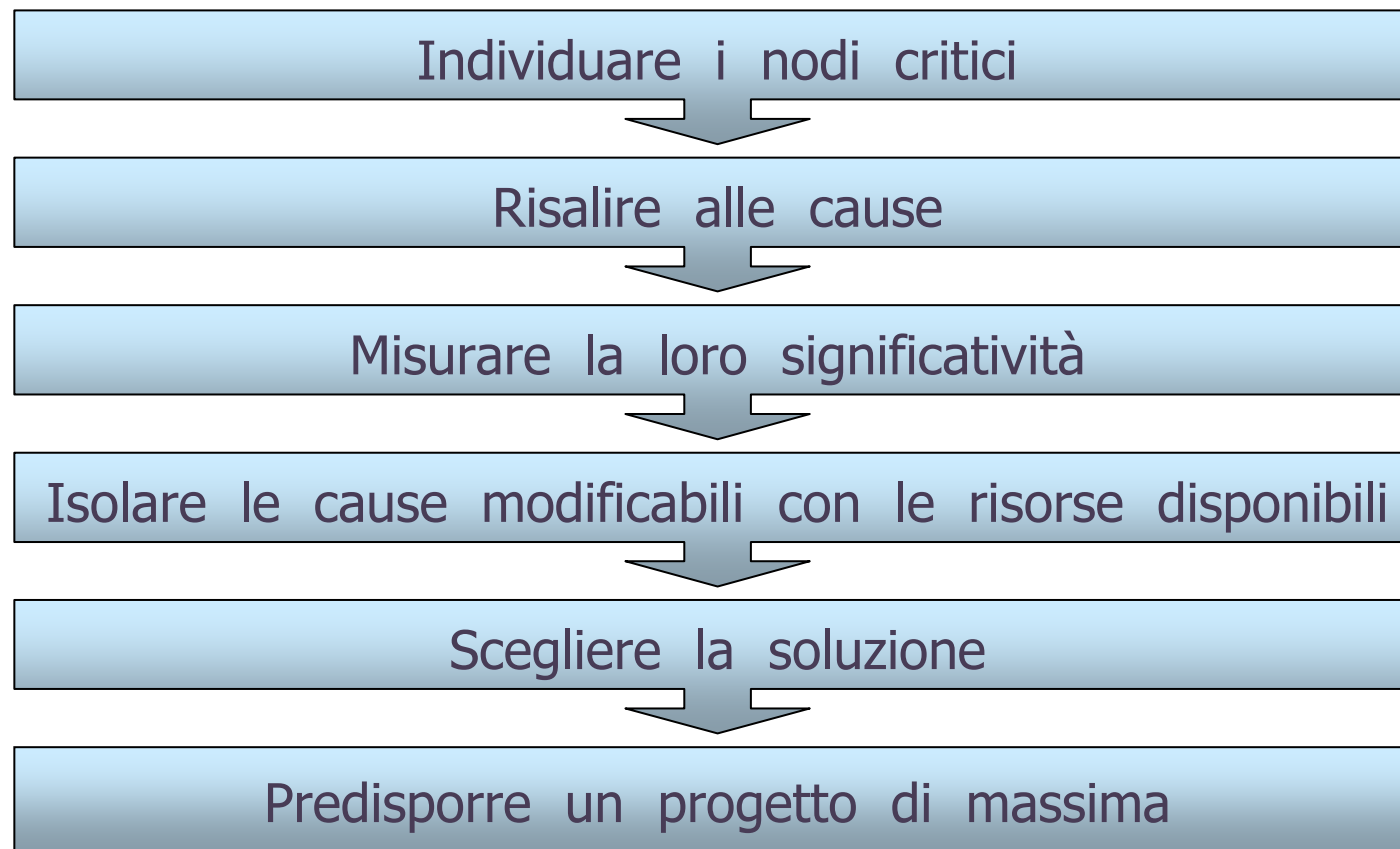 Individuare i nodi critici
Risalire alle cause
Misurare la loro significatività
Isolare le cause modificabili con le risorse disponibili
Scegliere la soluzione
Predisporre un progetto di massima